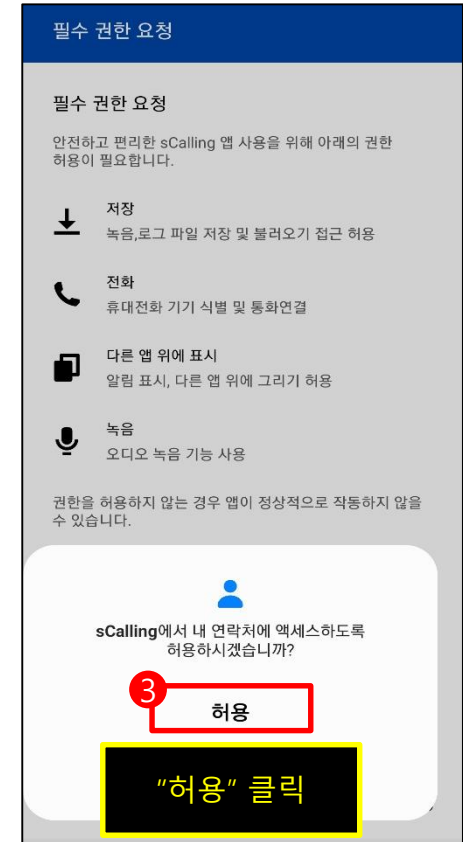 필수 권한 요청
필수 권한 요청
안전하고 편리한 sCalling 앱 사용을 위해 아래의 권한
허용이 필요합니다.
저장
녹음,로그 파일 저장 및 불러오기 접근 허용
전화
휴대전화 기기 식별 및 통화연결
다른 앱 위에 표시
알림 표시, 다른 앱 위에 그리기 허용
녹음
오디오 녹음 기능 사용
권한을 허용하지 않는 경우 앱이 정상적으로 작동하지 않을
수 있습니다.
sCalling에서 내 연락처에 액세스하도록
허용하시겠습니까?
3
허용
"허용" 클릭